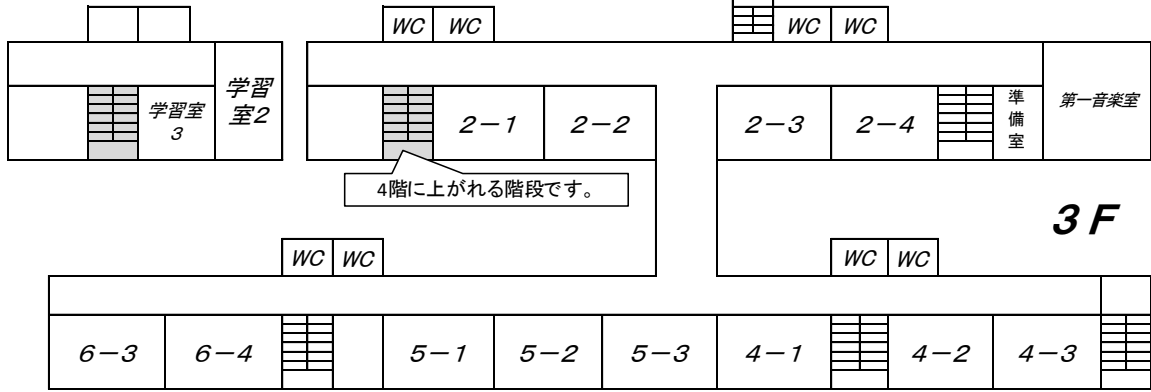 WC WC
WC WC
学習
室2
学習室
3
2－1
2－2
2－3
2－4
準
備
室
第一音楽室
4階に上がれる階段です。
3F
WC WC
WC WC
6－3
6－4
5－1
5－2
5－3
4－1
4－2
4－3